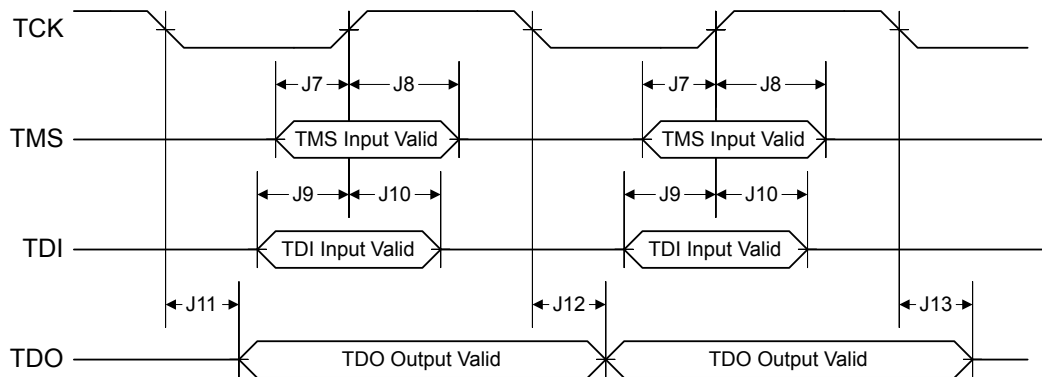 TCK
J7 J8 J7 J8
TMS TMS Input Valid TMS Input Valid
J9 J10 J9 J10
TDI TDI Input Valid TDI Input Valid
J11 J12 J13
TDO TDO Output Valid TDO Output Valid